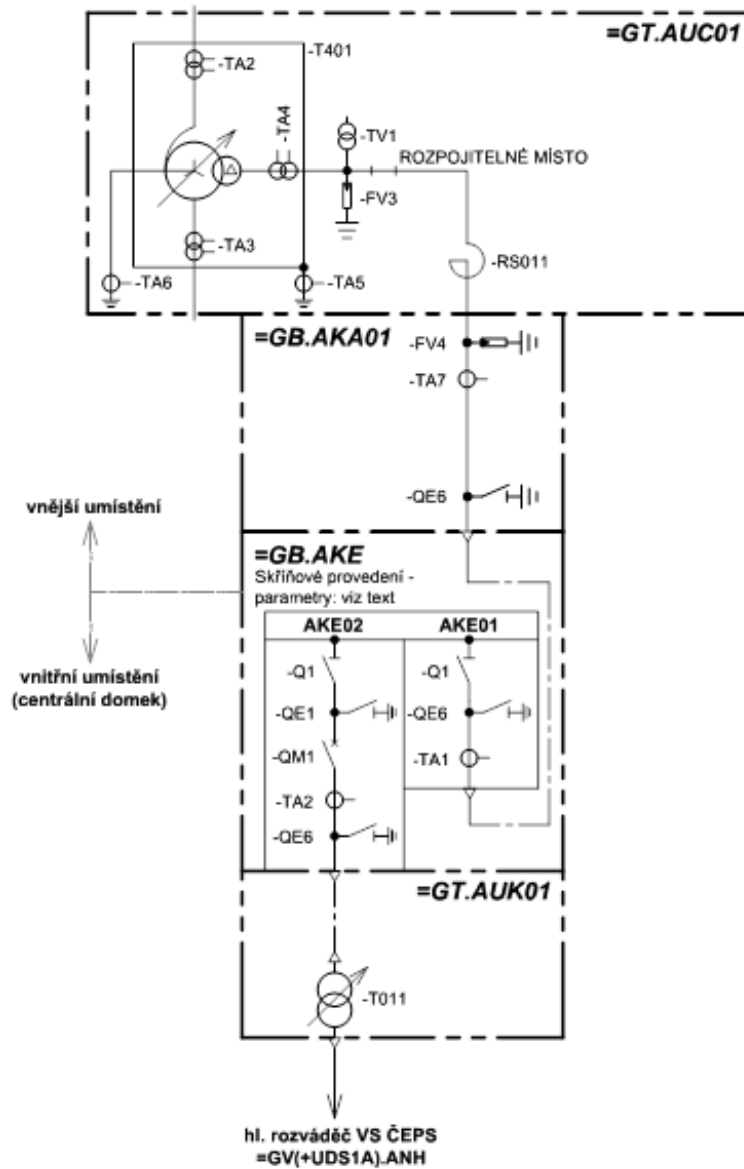 =GT.AUC01
-T401
-TA2
-TA4
-TV1
ROZPOJITELNÉ MÍSTO
-FV3
-TA3
-RS011
-TA6
-TA5
=GB.AKA01
-FV4
-TA7
-QE6
vnější umístění
vnitřní umístění
(centrální domek)
=GB.AKE
Skříňové provedení -
parametry: viz text
AKE02
AKE01
-Q1
-Q1
-QE1
-QE6
-QM1
-TA1
-TA2
-QE6
=GT.AUK01
-T011
hl. rozváděč VS ČEPS
=GV(+UDS1A).ANH